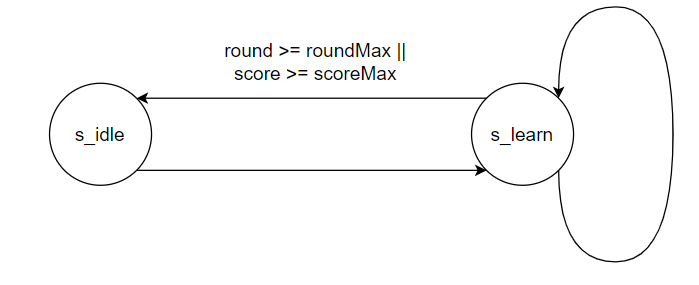 round >= roundMax ||
score >= scoreMax
s_idle
s_learn